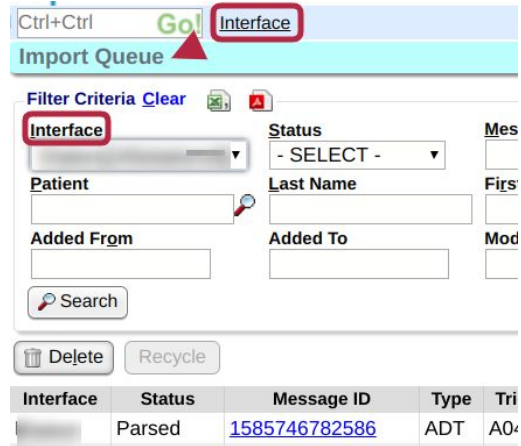 Ctrl+Ctrl Go! Interface
Import Queue
Filter Criteria Clear
Interface Status Mes
- SELECT -
Patient Last Name Firs
Added From Added To Mod
Search
Delete Recycle
Interface Status Message ID Type Tri
Parsed 1585746782586 ADT A04